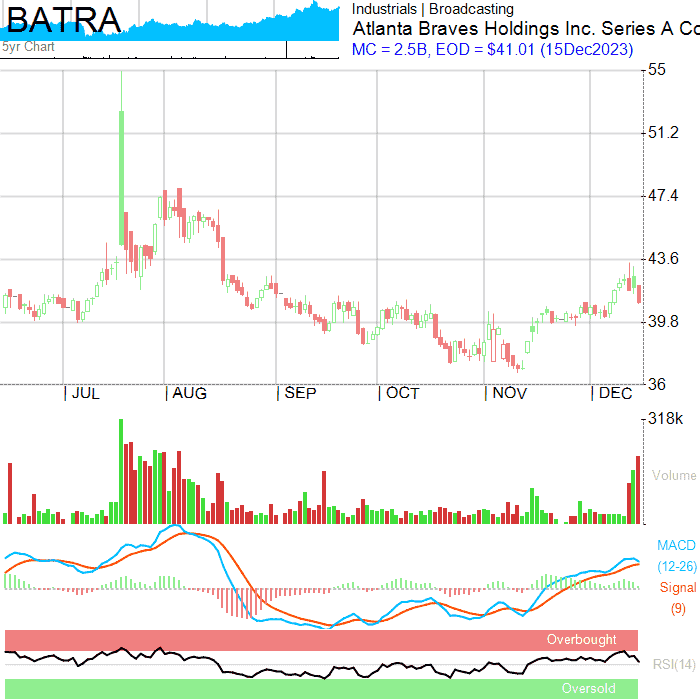 BATRA
5yr Chart
Industrials | Broadcasting
Atlanta Braves Holdings Inc. Series A Co
MC = 2.5B, EOD = $41.01 (15Dec2023)
55
51.2
47.4
43.6
39.8
36
| JUL | AUG | SEP | OCT | NOV | DEC
318k
Volume
MACD
(12-26)
Signal
(9)
Overbought
RSI(14)
Oversold